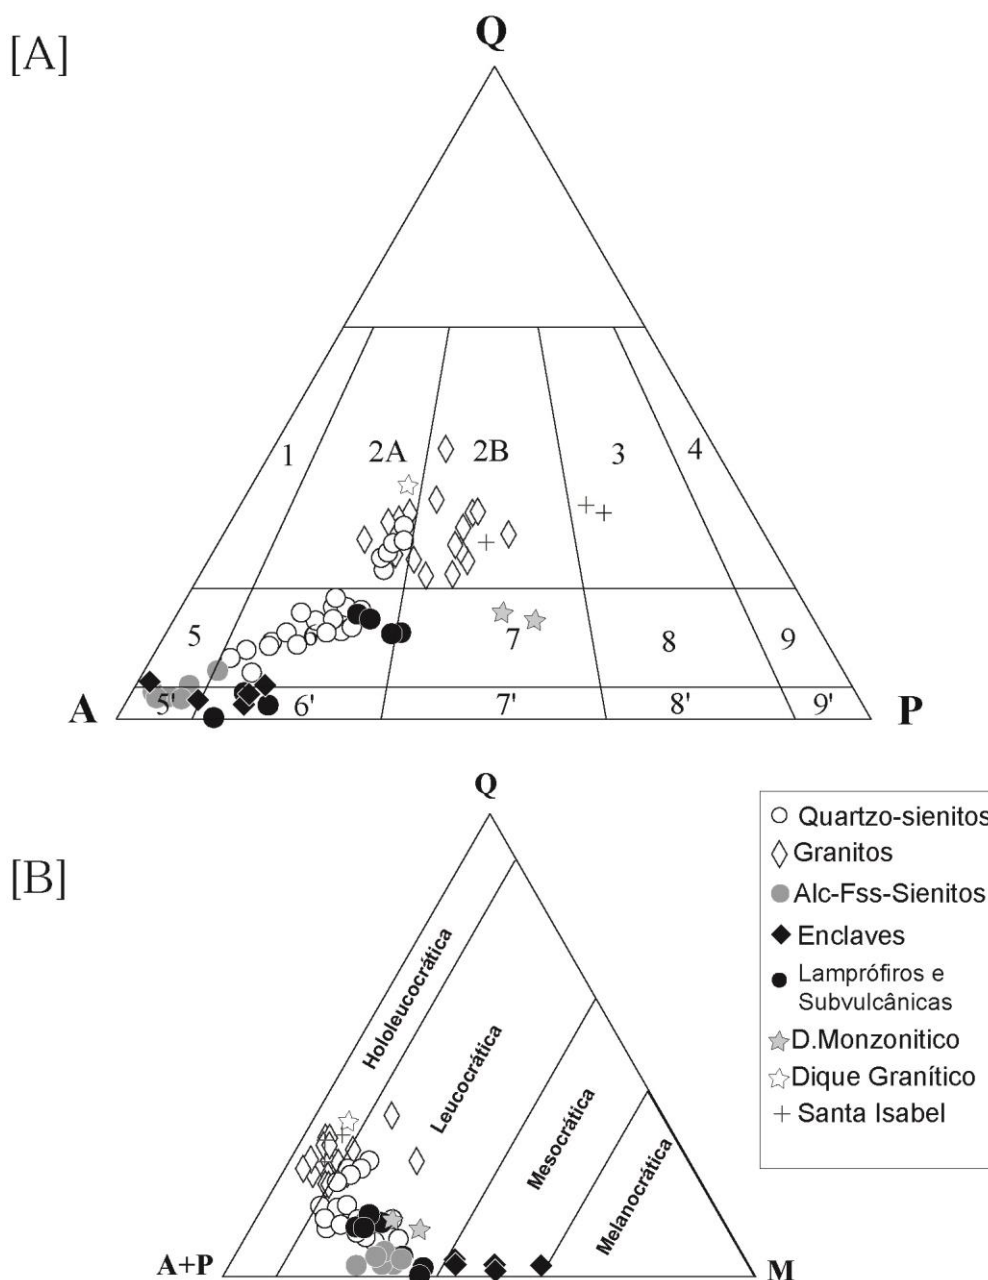 [A]
Q
1
2A
2B
3
4
5
7
8
9
A
5'
6'
7'
8'
9'
P
[B]
Q
Hololeucocrática
Leucocrática
Mesocrática
Melanocrática
A+P
M
Quartzo-sienitos
Granitos
Alc-Fss-Sienitos
Enclaves
Lamprófiros e
Subvulcânicas
D.Monzonitico
Dique Granítico
Santa Isabel